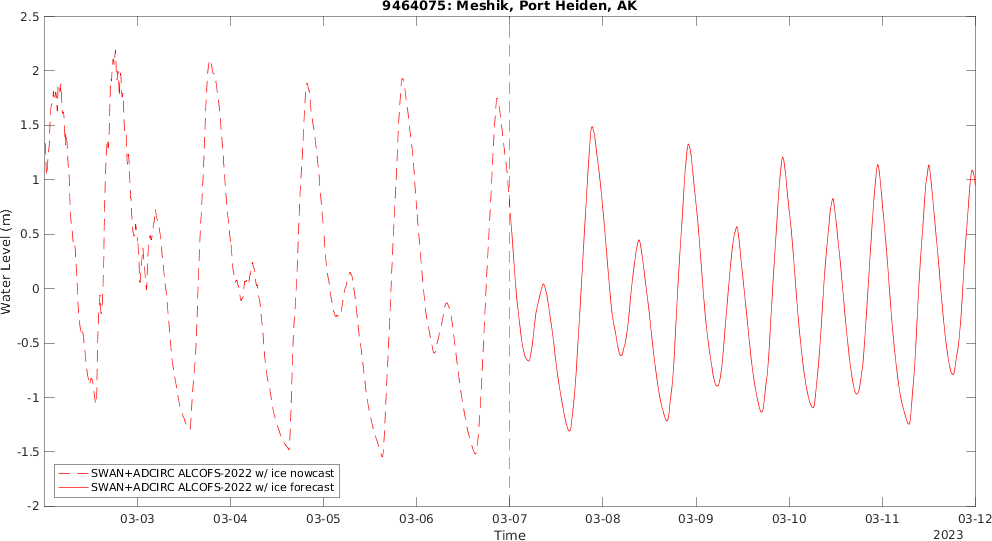 9464075: Meshik, Port Heiden, AK
2.5
2
1.5
1
0.5
0
-0.5
-1
-1.5
-2
Water Level (m)
SWAN+ADCIRC ALCOFS-2022 w/ ice nowcast
SWAN+ADCIRC ALCOFS-2022 w/ ice forecast
03-03 03-04 03-05 03-06 03-07 03-08 03-09 03-10 03-11 03-12
Time
2023